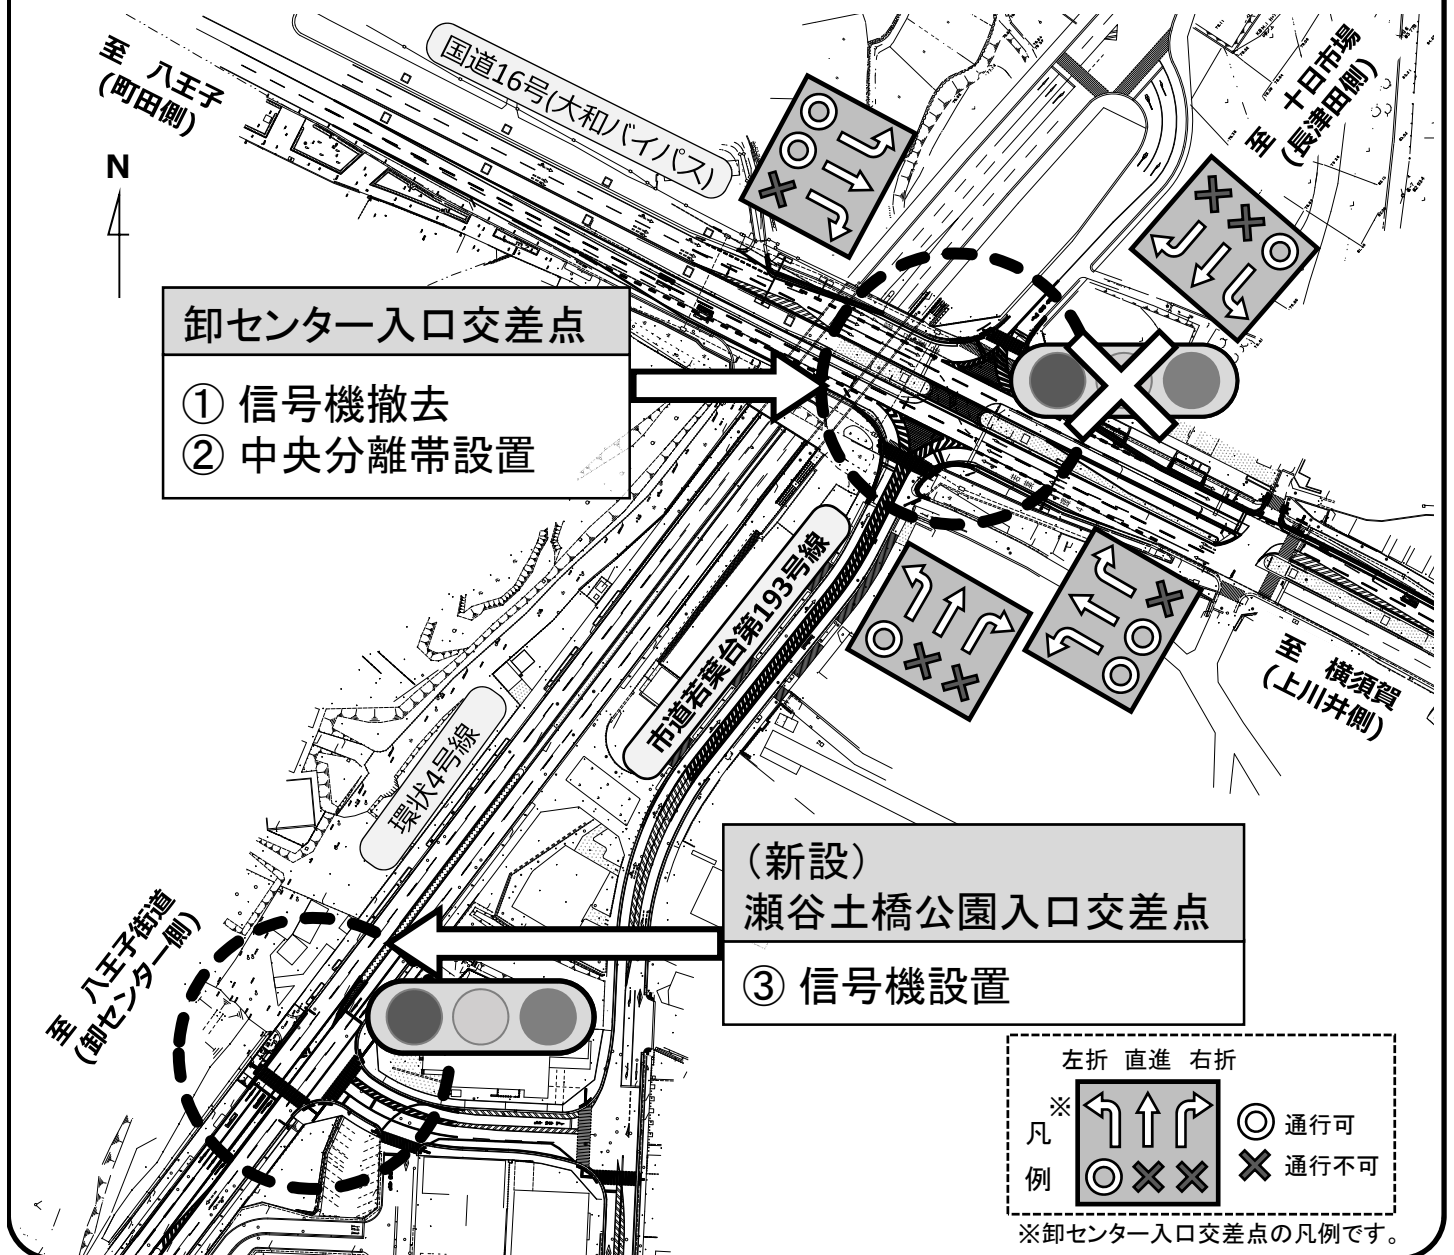 至 八王子
(町田側)
国道16号(大和バイパス)
至 十日市場
(長津田側)
N
卸センター入口交差点
① 信号機撤去
② 中央分離帯設置
市道若葉台第193号線
環状4号線
至 横須賀
(上川井側)
(新設)
瀬谷土橋公園入口交差点
③ 信号機設置
至 八王子街道
(卸センター側)
左折 直進 右折
※
凡例
通行可
通行不可
※卸センター入口交差点の凡例です。